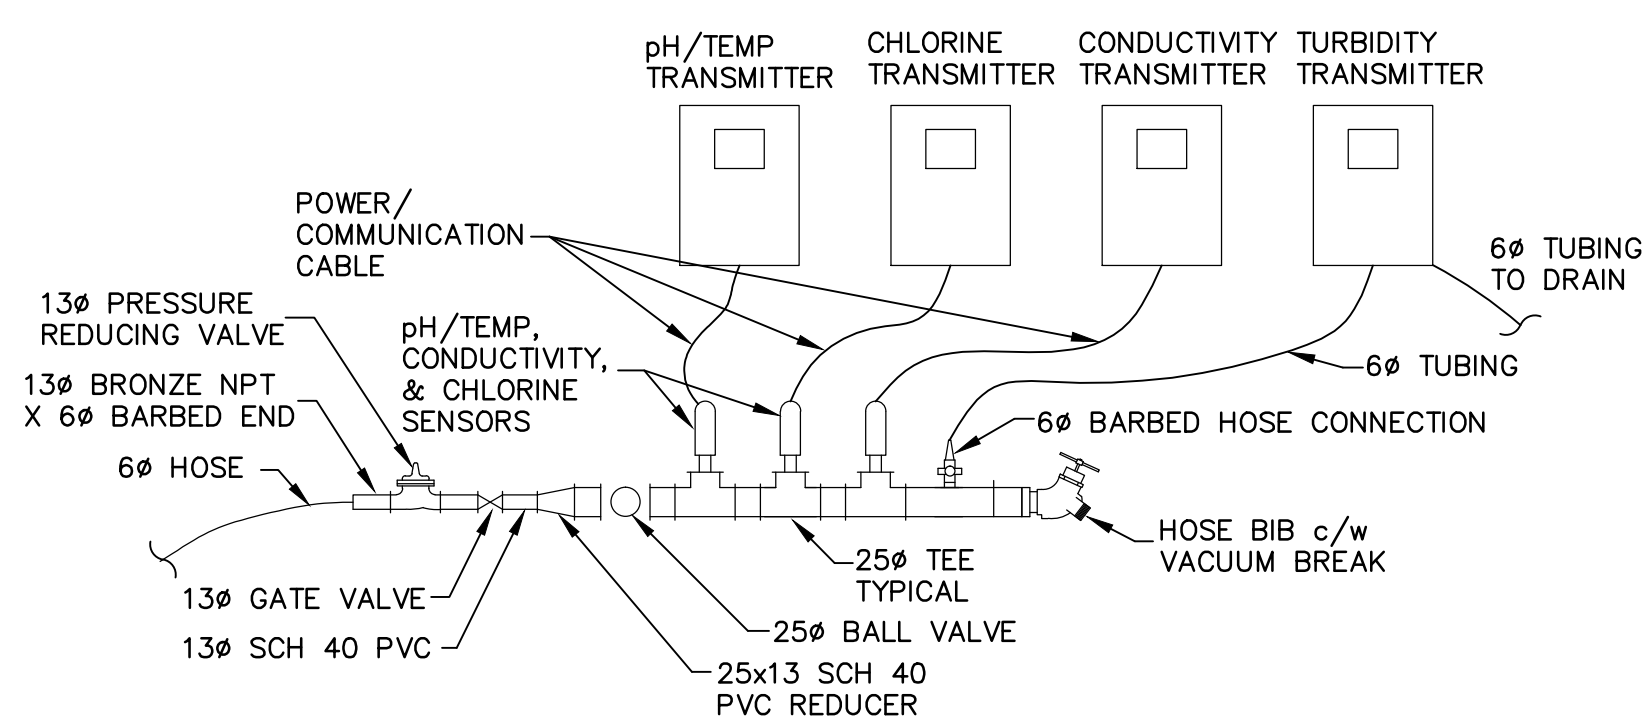 pH/TEMP
TRANSMITTER
CHLORINE
TRANSMITTER
CONDUCTIVITY
TRANSMITTER
TURBIDITY
TRANSMITTER
POWER/
COMMUNICATION
CABLE
6ø TUBING
TO DRAIN
13ø PRESSURE
REDUCING VALVE
pH/TEMP,
CONDUCTIVITY,
& CHLORINE
SENSORS
6ø TUBING
13ø BRONZE NPT
X 6ø BARBED END
6ø BARBED HOSE CONNECTION
6ø HOSE
HOSE BIB c/w
VACUUM BREAK
25ø TEE
TYPICAL
13ø GATE VALVE
25ø BALL VALVE
13ø SCH 40 PVC
25x13 SCH 40
PVC REDUCER